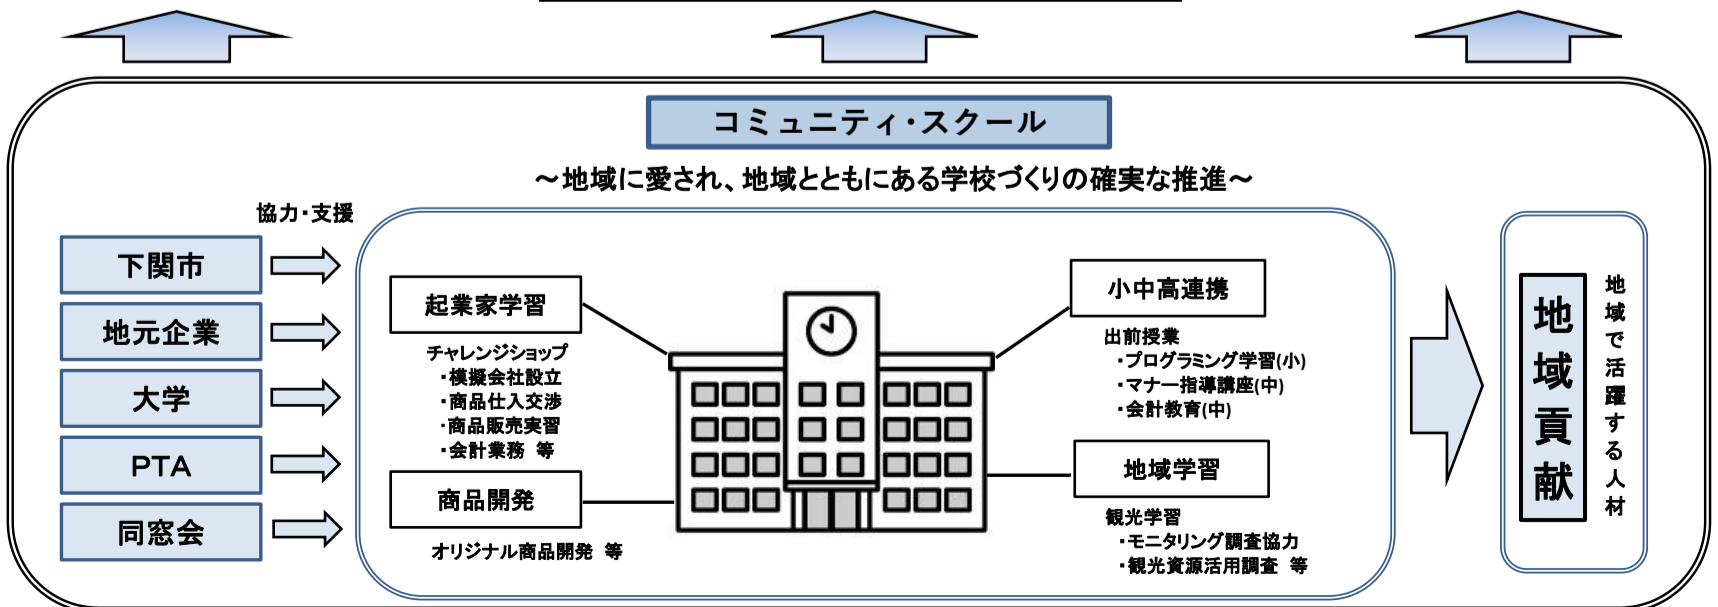 コミュニティ・スクール
～地域に愛され、地域とともにある学校づくりの確実な推進～
協力・支援
下関市
地元企業
大学
PTA
同窓会
起業家学習
チャレンジショップ
・模擬会社設立
・商品仕入交渉
・商品販売実習
・会計業務 等
商品開発
オリジナル商品開発 等
小中高連携
出前授業
・プログラミング学習(小)
・マナー指導講座(中)
・会計教育(中)
地域学習
観光学習
・モニタリング調査協力
・観光資源活用調査 等
地域貢献
地域で活躍する人材